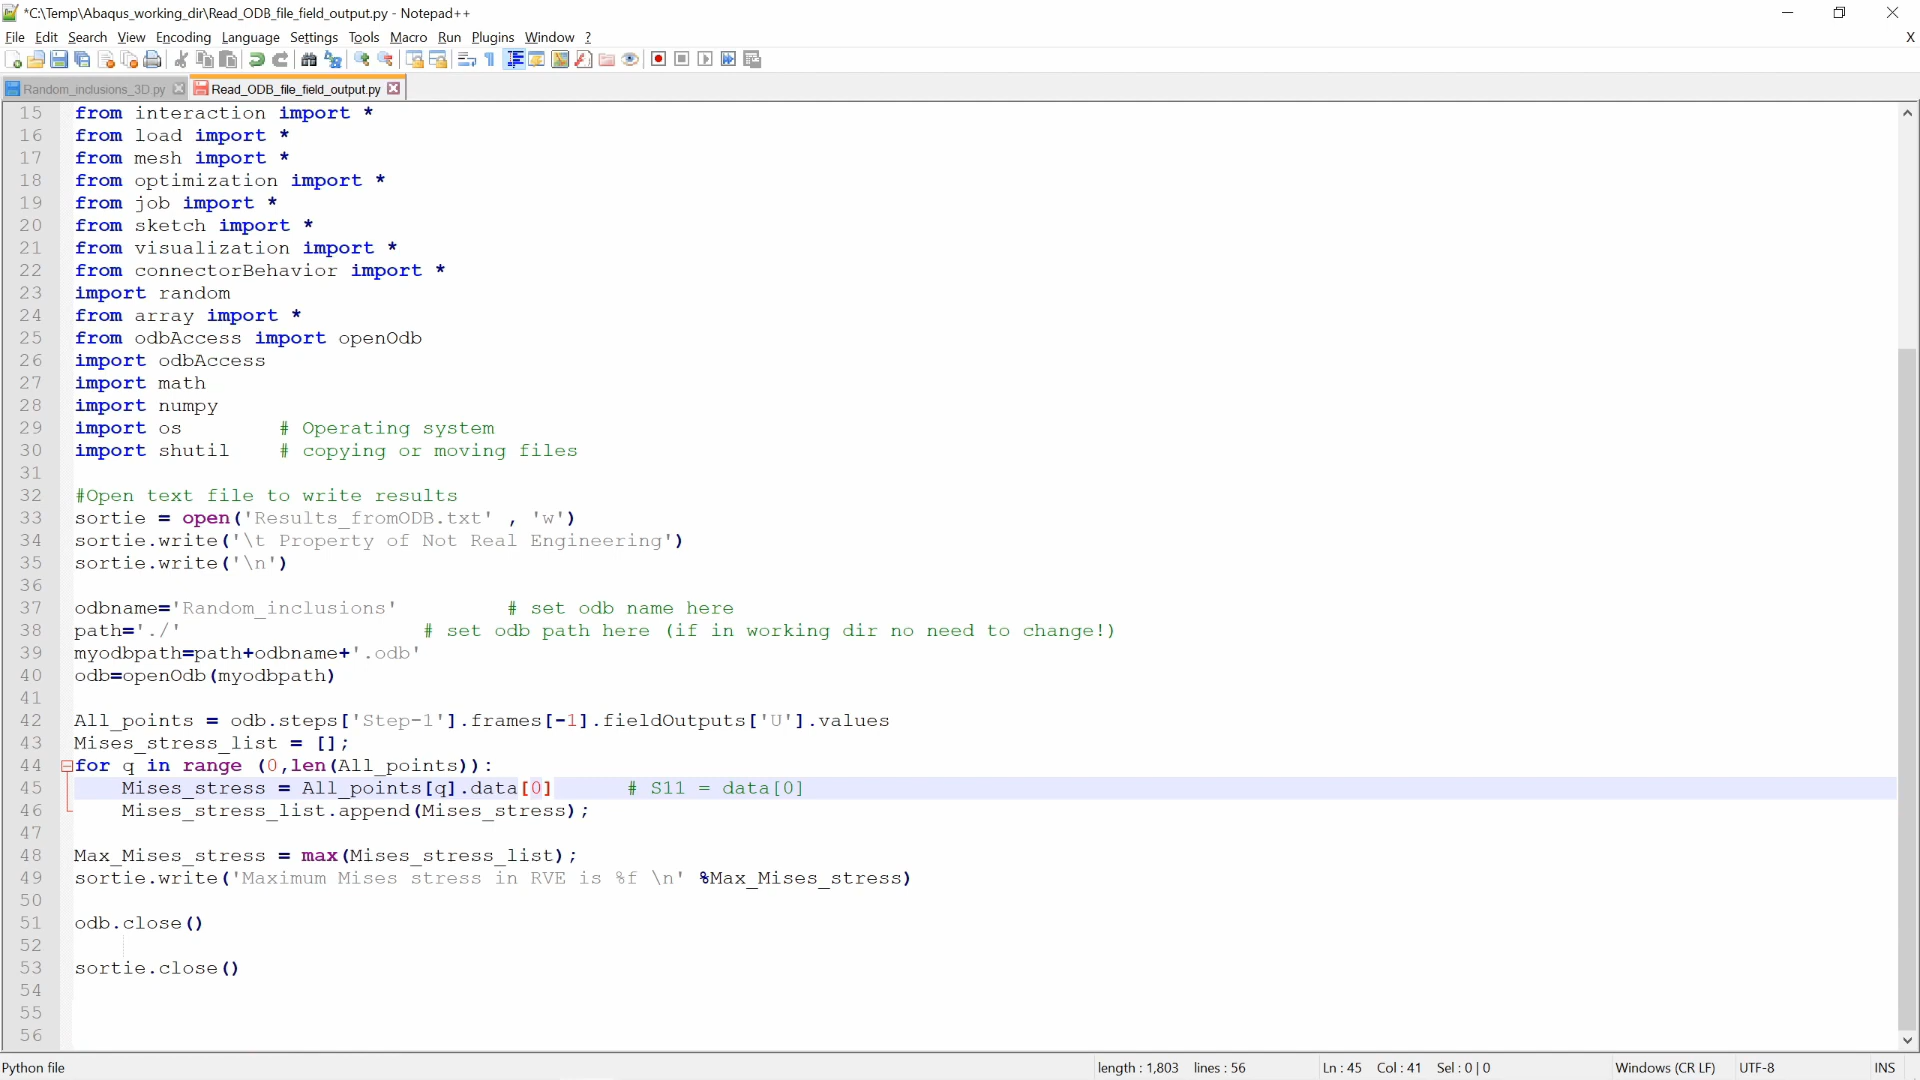 *C:\Temp\Abaqus_working_dir\Read_ODB_file_field_output.py - Notepad++
File Edit Search View Encoding Language Settings Tools Macro Run Plugins Window ? X
Random_inclusions_3D.py Read_ODB_file_field_output.py
15 from interaction import *
16 from load import *
17 from mesh import *
18 from optimization import *
19 from job import *
20 from sketch import *
21 from visualization import *
22 from connectorBehavior import *
23 import random
24 from array import *
25 from odbAccess import openOdb
26 import odbAccess
27 import math
28 import numpy
29 import os # Operating system
30 import shutil # copying or moving files
31
32 #Open text file to write results
33 sortie = open('Results_fromODB.txt' , 'w')
34 sortie.write('\t Property of Not Real Engineering')
35 sortie.write('\n')
36
37 odbname='Random_inclusions' # set odb name here
38 path='./' # set odb path here (if in working dir no need to change!)
39 myodbpath=path+odbname+'.odb'
40 odb=openOdb(myodbpath)
41
42 All_points = odb.steps['Step-1'].frames[-1].fieldOutputs['U'].values
43 Mises_stress_list = [];
44 for q in range (0,len(All_points)):
45 Mises_stress = All_points[q].data[0] # S11 = data[0]
46 Mises_stress_list.append(Mises_stress);
47
48 Max_Mises_stress = max(Mises_stress_list);
49 sortie.write('Maximum Mises stress in RVE is %f \n' %Max_Mises_stress)
50
51 odb.close()
52
53 sortie.close()
54
55
56
Python file length : 1,803 lines : 56 Ln : 45 Col : 41 Sel : 0 | 0 Windows (CR LF) UTF-8 INS